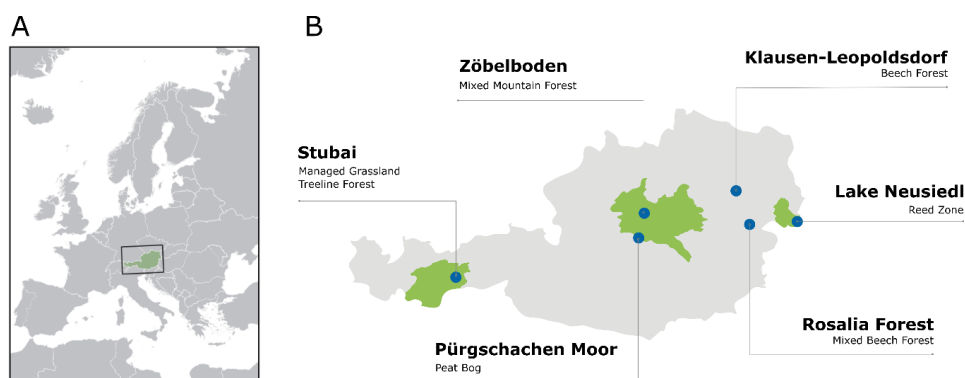 A
B
Zöbelboden
Mixed Mountain Forest
Klausen-Leopoldsdorf
Beech Forest
Stubai
Managed Grassland
Treeline Forest
Lake Neusiedl
Reed Zone
Rosalia Forest
Mixed Beech Forest
Pürgschachen Moor
Peat Bog